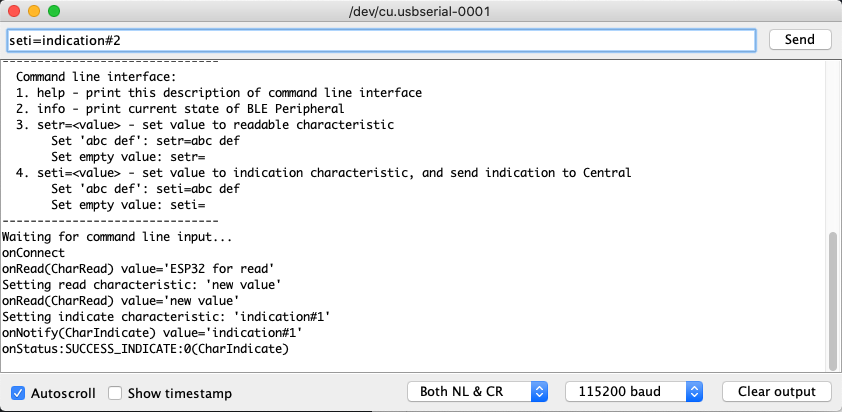 /dev/cu.usbserial-0001
seti=indication#2
Send
------------------------------
Command line interface:
1. help - print this description of command line interface
2. info - print current state of BLE Peripheral
3. setr=<value> - set value to readable characteristic
Set 'abc def': setr=abc def
Set empty value: setr=
4. seti=<value> - set value to indication characteristic, and send indication to Central
Set 'abc def': seti=abc def
Set empty value: seti=
------------------------------
Waiting for command line input...
onConnect
onRead(CharRead) value='ESP32 for read'
Setting read characteristic: 'new value'
onRead(CharRead) value='new value'
Setting indicate characteristic: 'indication#1'
onNotify(CharIndicate) value='indication#1'
onStatus:SUCCESS_INDICATE:0(CharIndicate)
Autoscroll Show timestamp Both NL & CR 115200 baud Clear output